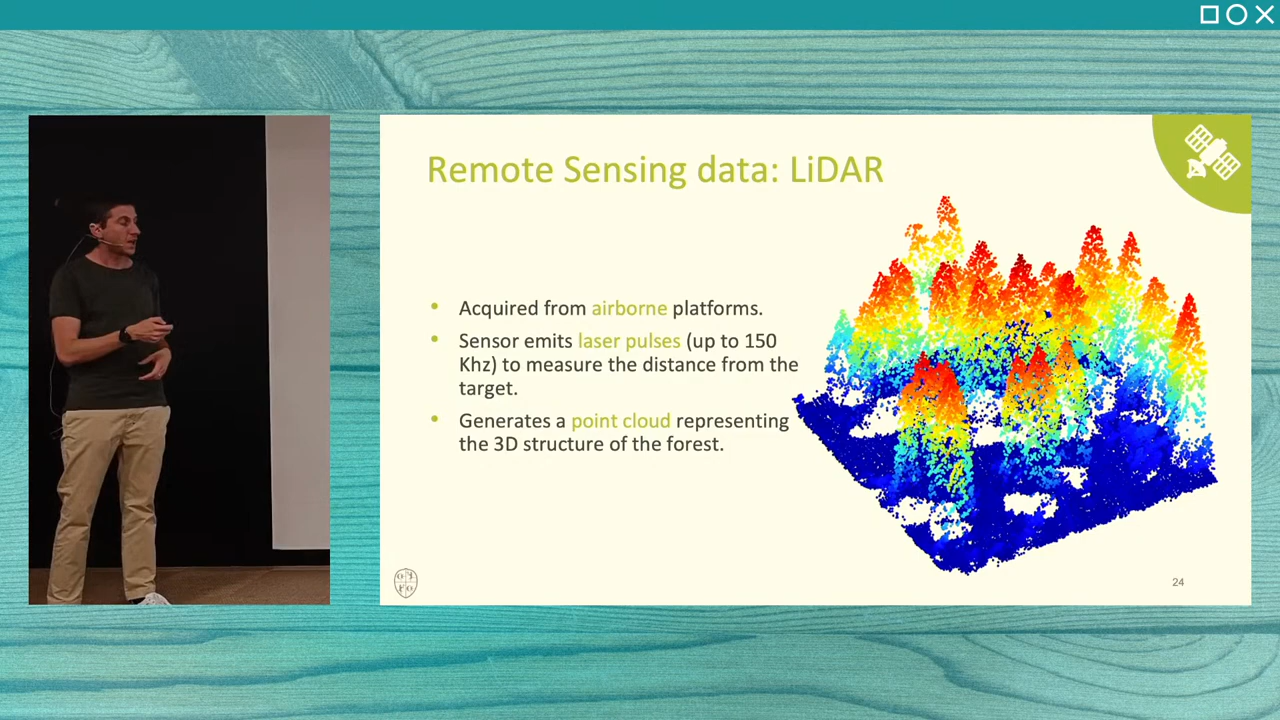 Remote Sensing data: LiDAR
• Acquired from airborne platforms.
• Sensor emits laser pulses (up to 150
Khz) to measure the distance from the
target.
• Generates a point cloud representing
the 3D structure of the forest.
24